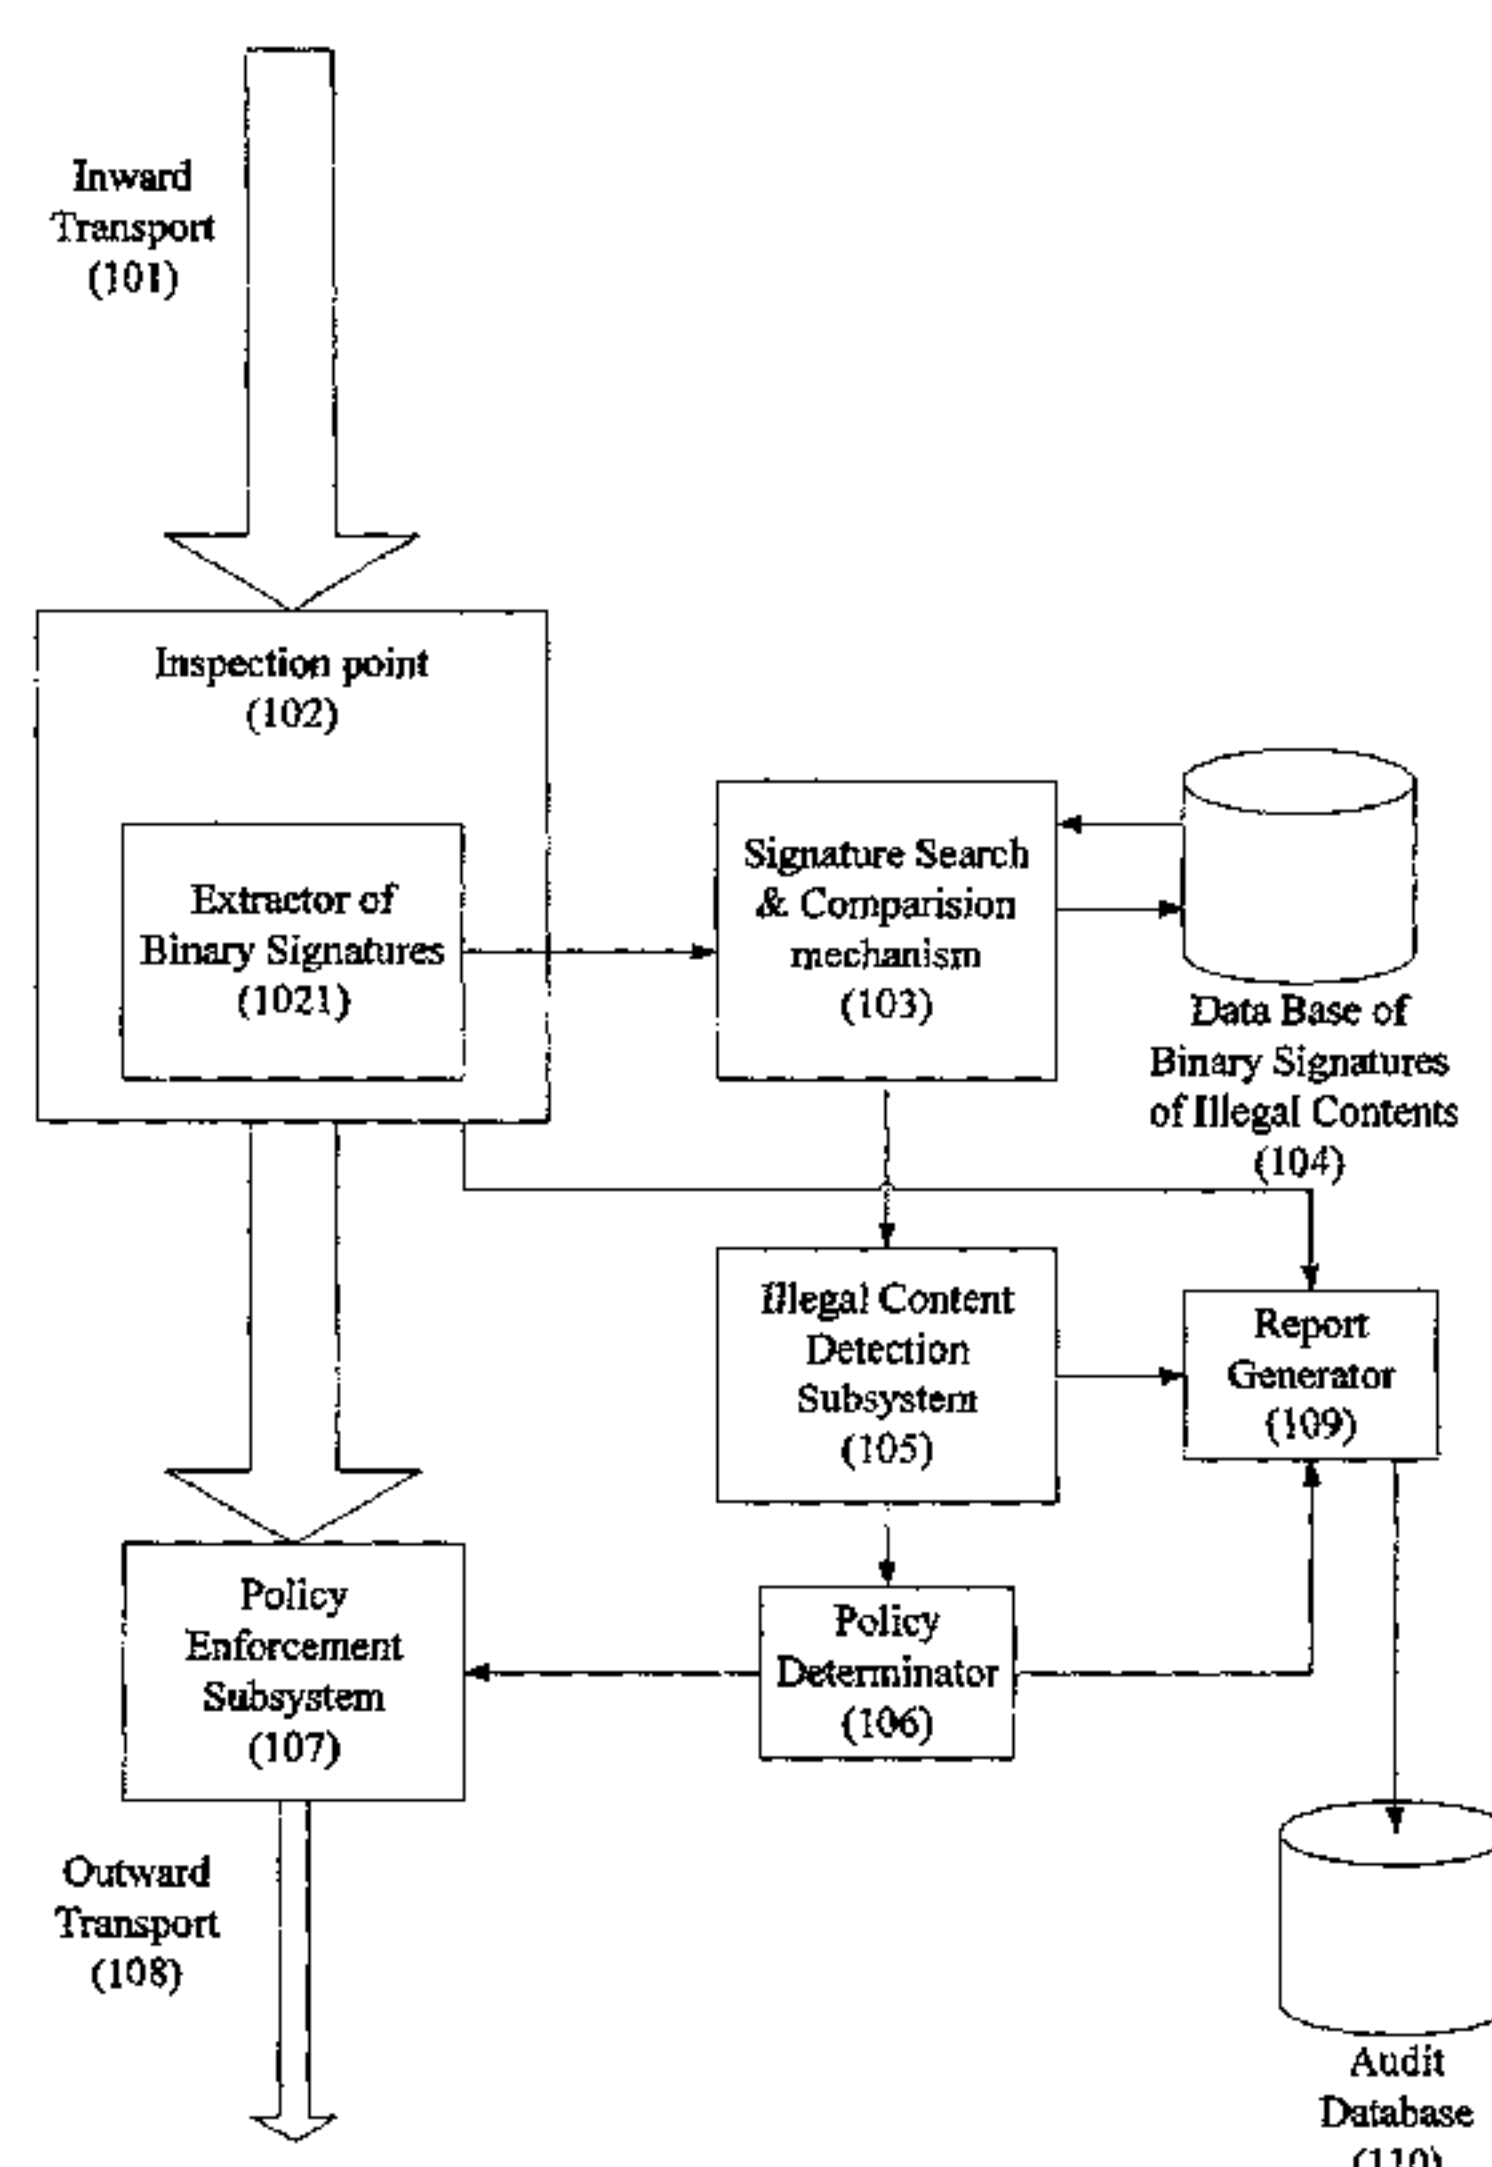 Inward
Transport
(101)
Inspection point
(102)
Extractor of
Binary Signatures
(1021)
Signature Search
& Comparision
mechanism
(103)
Data Base of
Binary Signatures
of Illegal Contents
(104)
Illegal Content
Detection
Subsystem
(105)
Report
Generator
(109)
Policy
Enforcement
Subsystem
(107)
Policy
Determinator
(106)
Outward
Transport
(108)
Audit
Database
(110)